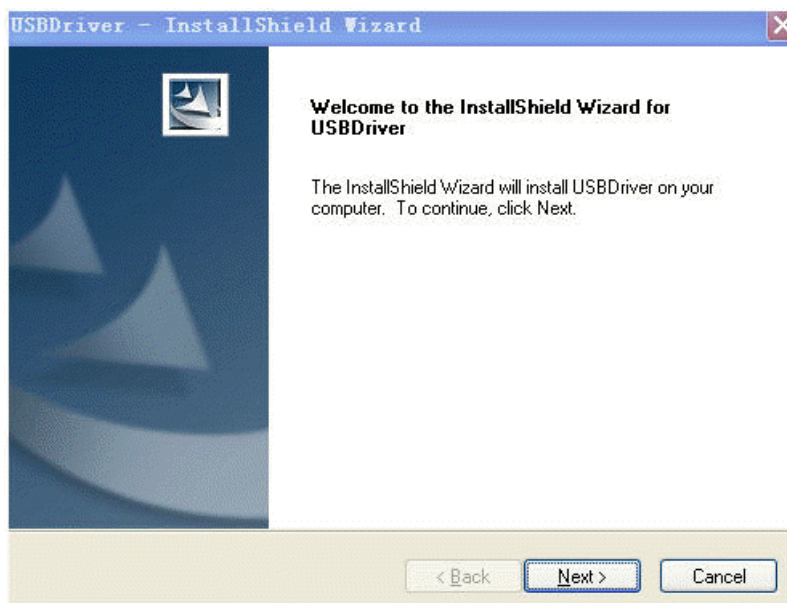 USBDriver - InstallShield Wizard
Welcome to the InstallShield Wizard for
USBDriver
The InstallShield Wizard will install USBDriver on your
computer. To continue, click Next.
< Back
Next >
Cancel